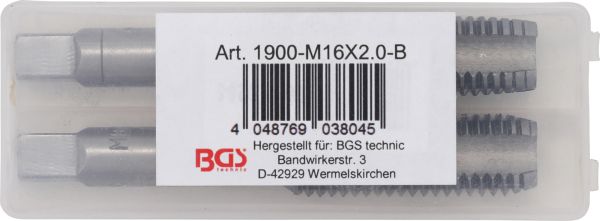 Art. 1900-M16X2.0-B
4 048769 038045
BGS
technic
Hergestellt für: BGS technic
Bandwirkerstr. 3
D-42929 Wermelskirchen